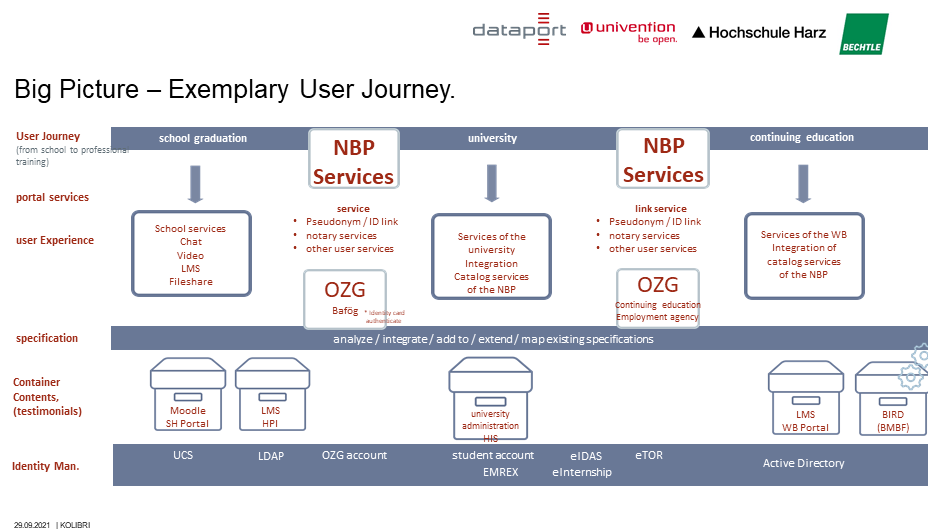 dataport
univention
be open.
Hochschule Harz
BECHTLE
Big Picture – Exemplary User Journey.
User Journey
(from school to professional
training)
school graduation
NBP
Services
university
NBP
Services
continuing education
portal services
user Experience
School services
Chat
Video
LMS
Fileshare
service
• Pseudonym / ID link
• notary services
• other user services
Services of the
university
Integration
Catalog services
of the NBP
link service
• Pseudonym / ID link
• notary services
• other user services
Services of the WB
Integration of
catalog services
of the NBP
OZG
Bafög
* Identity card
authenticate
OZG
Continuing education
Employment agency
specification
analyze / integrate / add to / extend / map existing specifications
Container
Contents,
(testimonials)
Moodle
SH Portal
LMS
HPI
university
administration
HIS
LMS
WB Portal
BIRD
(BMBF)
Identity Man.
UCS
LDAP
OZG account
student account
EMREX
eIDAS
eInternship
eTOR
Active Directory
29.09.2021 | KOLIBRI